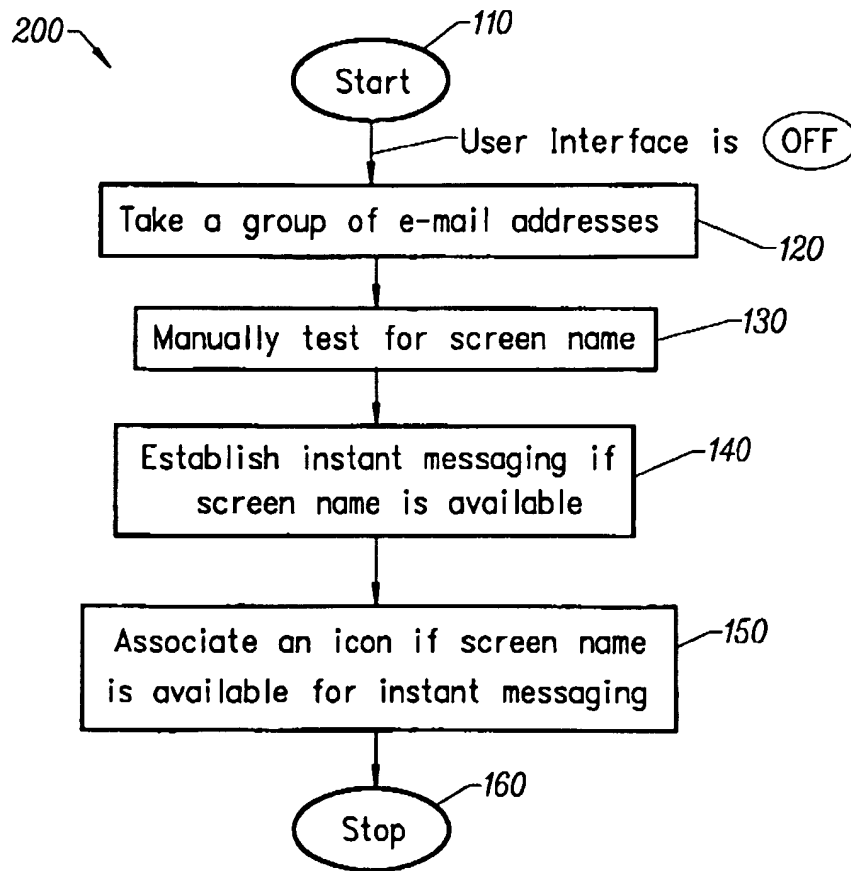 200
110
Start
User Interface is OFF
Take a group of e-mail addresses
120
Manually test for screen name
130
Establish instant messaging if
screen name is available
140
Associate an icon if screen name
is available for instant messaging
150
160
Stop